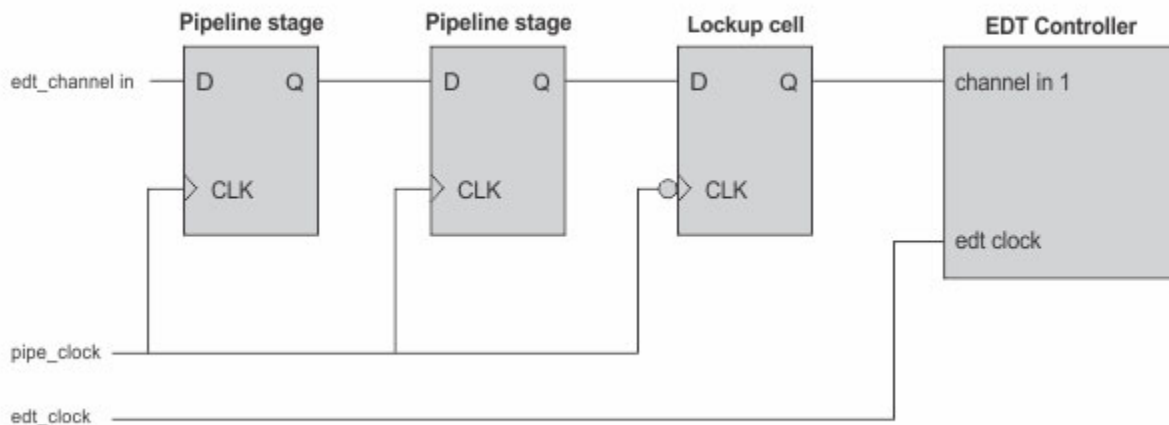 Pipeline stage
Pipeline stage
Lockup cell
EDT Controller
edt_channel in
D Q
D Q
D Q
channel in 1
CLK
CLK
CLK
edt clock
pipe_clock
edt_clock